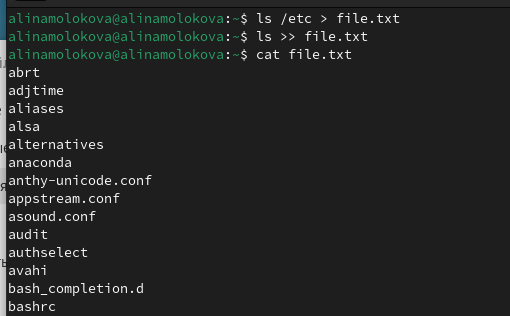 alinamolokova@alinamolokova:~$ ls /etc > file.txt
alinamolokova@alinamolokova:~$ ls >> file.txt
alinamolokova@alinamolokova:~$ cat file.txt
abrt
adjtime
aliases
alsa
alternatives
anaconda
anthy-unicode.conf
appstream.conf
asound.conf
audit
authselect
avahi
bash_completion.d
bashrc